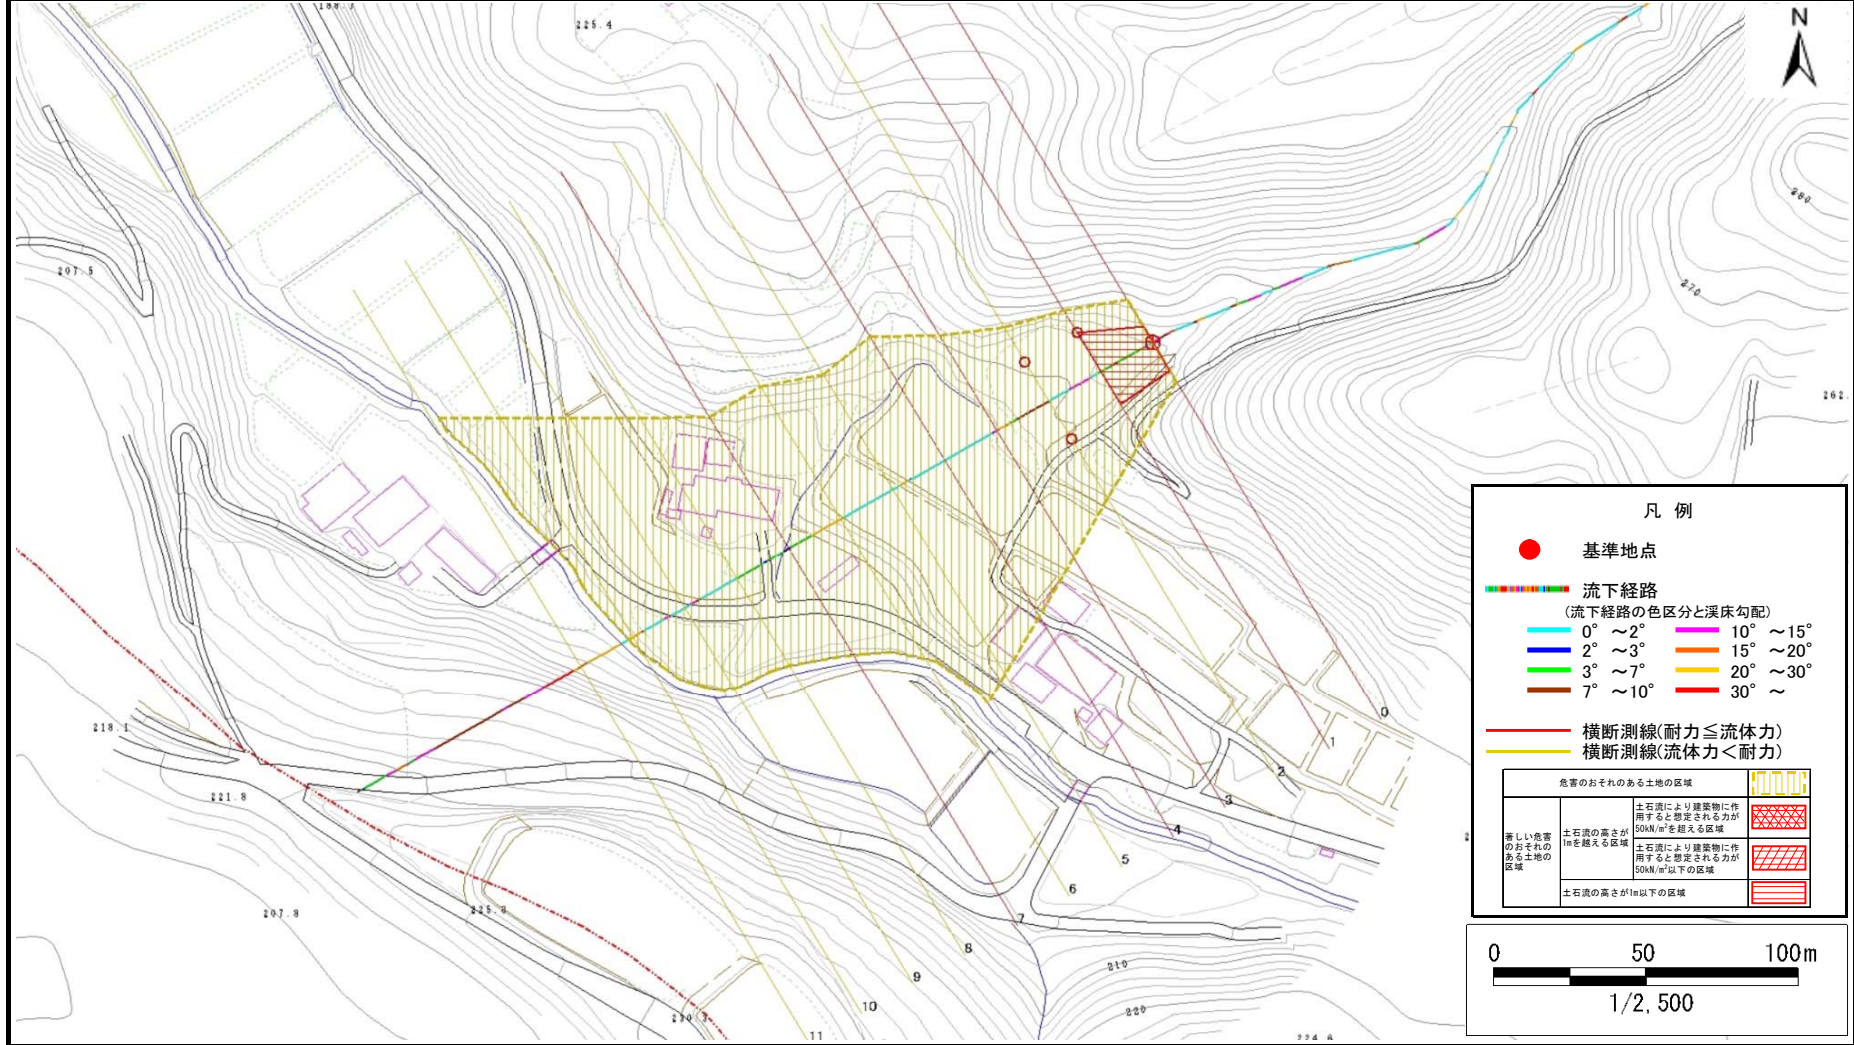 188.7
225.4
N
280
207.5
270
262.
凡 例
基準地点
流下経路
(流下経路の色区分と渓床勾配)
0° ～2°
10° ～15°
2° ～3°
15° ～20°
3° ～7°
20° ～30°
7° ～10°
30° ～
横断測線(耐力≦流体力)
横断測線(流体力＜耐力)
危害のおそれのある土地の区域
著しい危害
のおそれの
ある土地の
区域
土石流の高さが
1mを越える区域
土石流により建築物に作
用すると想定される力が
50kN/m²を超える区域
土石流により建築物に作
用すると想定される力が
50kN/m²以下の区域
土石流の高さが1m以下の区域
0
1
2
3
4
5
6
7
8
9
10
11
218.1
221.8
207.8
225.8
230.3
210
220
224.6
0 50 100m
1/2,500